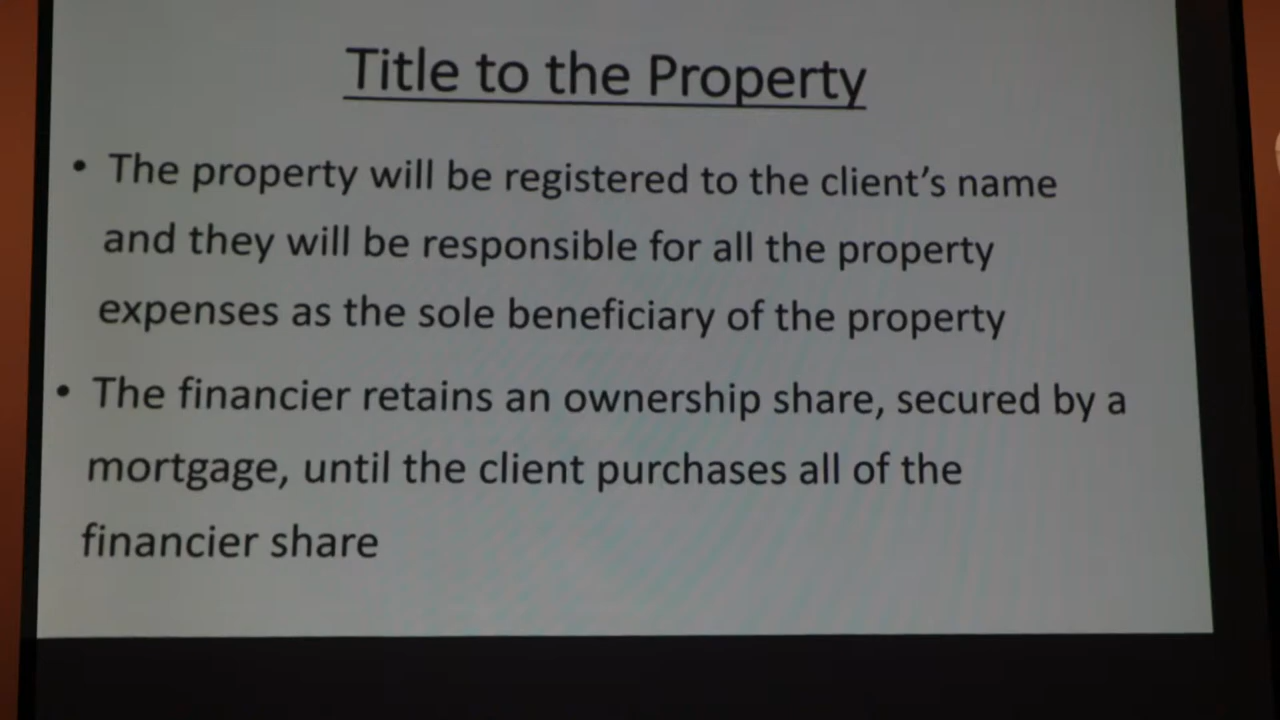 Title to the Property
• The property will be registered to the client’s name
and they will be responsible for all the property
expenses as the sole beneficiary of the property
• The financier retains an ownership share, secured by a
mortgage, until the client purchases all of the
financier share